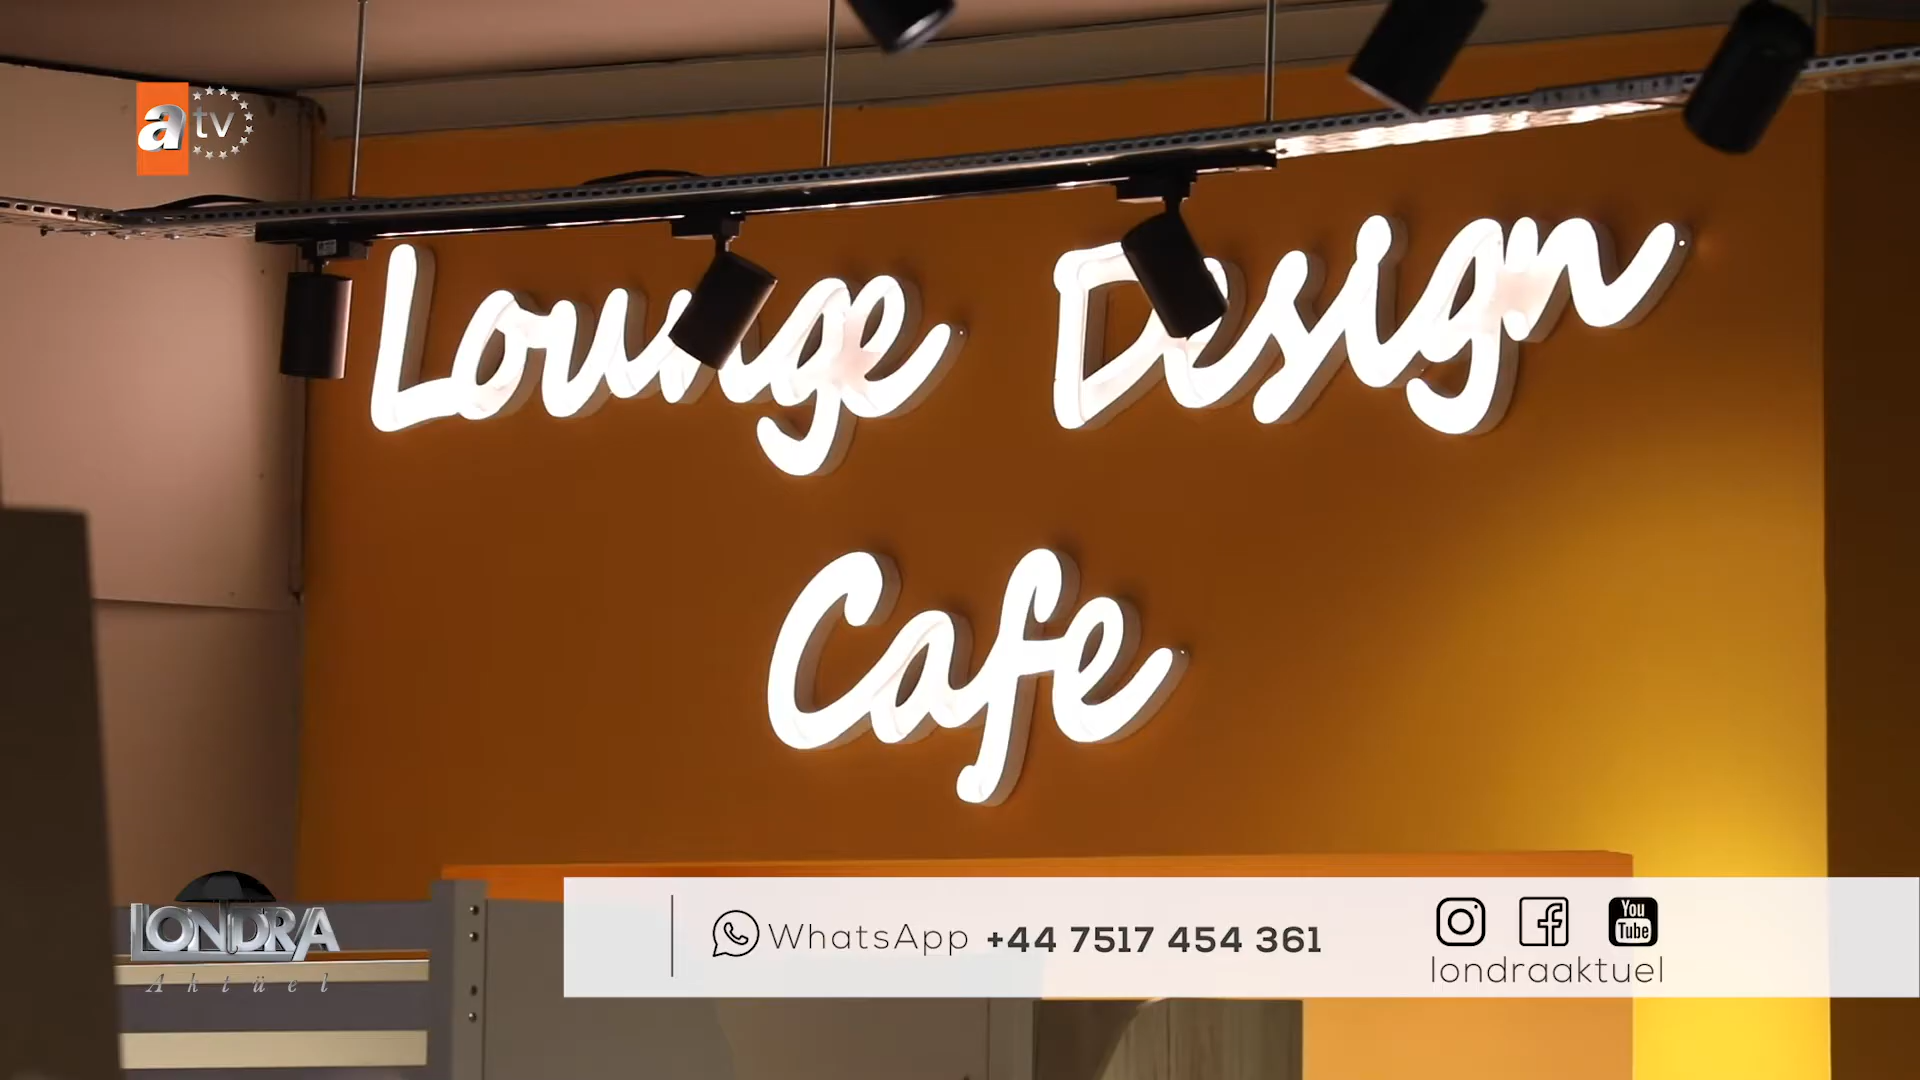 atv
Lounge Design
Cafe
LONDRA
Aktüel
WhatsApp +44 7517 454 361
You
Tube
londraaktuel